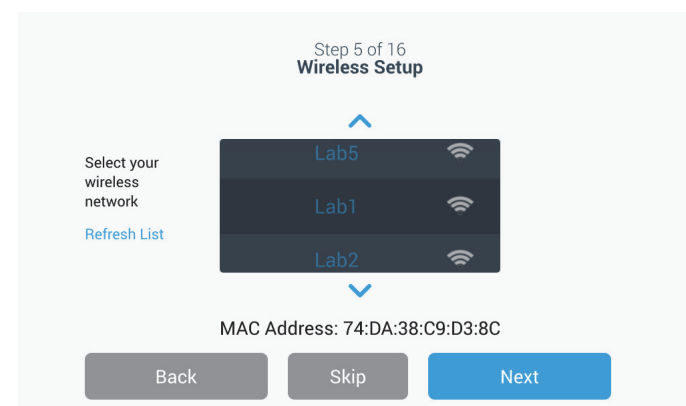 Step 5 of 16
Wireless Setup
Select your
wireless
network
Refresh List
Lab5
Lab1
Lab2
MAC Address: 74:DA:38:C9:D3:8C
Back
Skip
Next